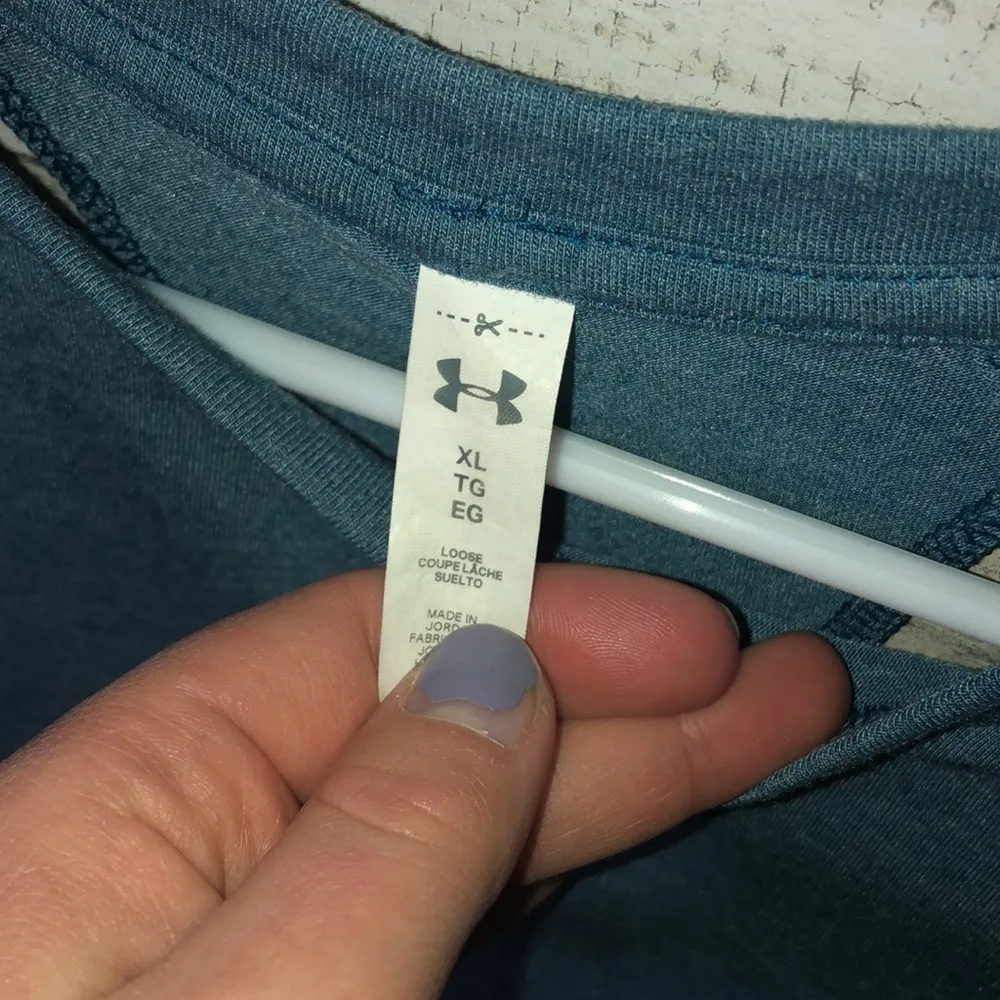 XL
TG
EG
LOOSE
COUPE LÂCHE
SUELTO
MADE IN